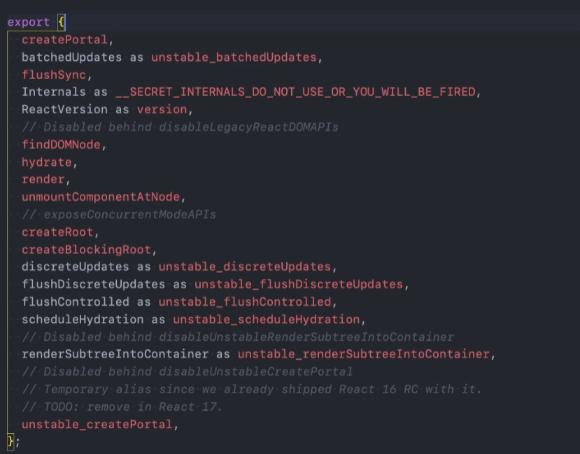 export {
createPortal,
batchedUpdates as unstable_batchedUpdates,
flushSync,
Internals as __SECRET_INTERNALS_DO_NOT_USE_OR_YOU_WILL_BE_FIRED,
ReactVersion as version,
// Disabled behind disableLegacyReactDOMAPIs
findDOMNode,
hydrate,
render,
unmountComponentAtNode,
// exposeConcurrentModeAPIs
createRoot,
createBlockingRoot,
discreteUpdates as unstable_discreteUpdates,
flushDiscreteUpdates as unstable_flushDiscreteUpdates,
flushControlled as unstable_flushControlled,
scheduleHydration as unstable_scheduleHydration,
// Disabled behind disableUnstableRenderSubtreeIntoContainer
renderSubtreeIntoContainer as unstable_renderSubtreeIntoContainer,
// Disabled behind disableUnstableCreatePortal
// Temporary alias since we already shipped React 16 RC with it.
// TODO: remove in React 17.
unstable_createPortal,
};